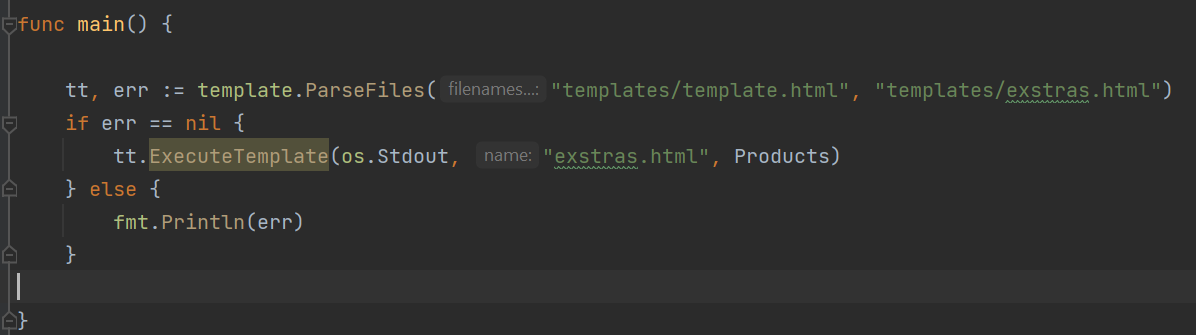 func main() {
tt, err := template.ParseFiles( filenames...: "templates/template.html", "templates/exstras.html")
if err == nil {
tt.ExecuteTemplate(os.Stdout, name: "exstras.html", Products)
} else {
fmt.Println(err)
}
}